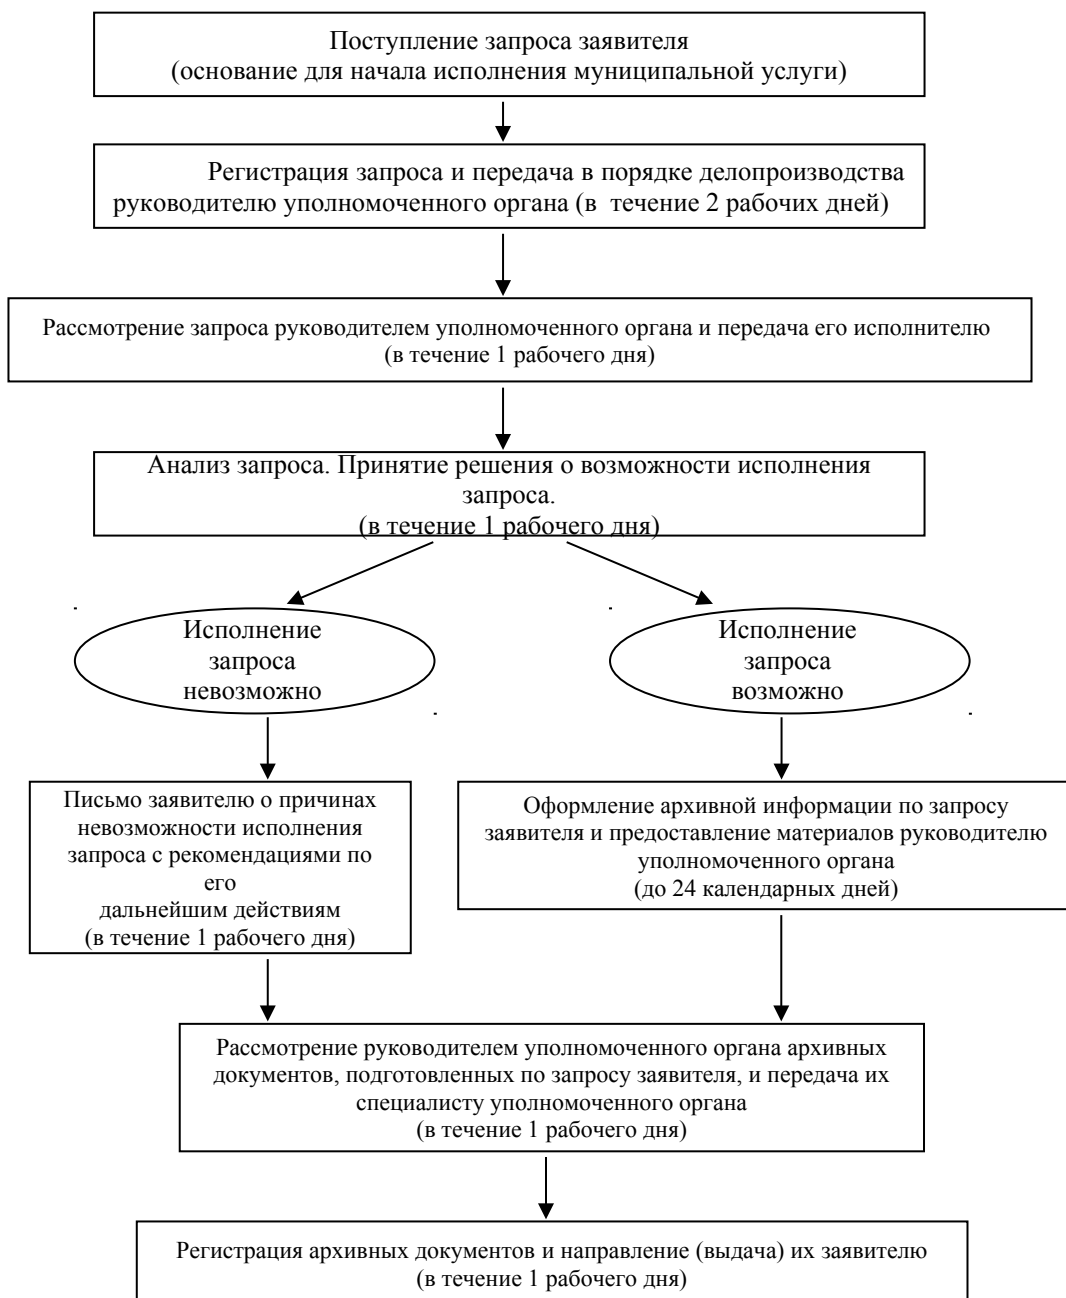 Поступление запроса заявителя
(основание для начала исполнения муниципальной услуги)
Регистрация запроса и передача в порядке делопроизводства
руководителю уполномоченного органа (в течение 2 рабочих дней)
Рассмотрение запроса руководителем уполномоченного органа и передача его исполнителю
(в течение 1 рабочего дня)
Анализ запроса. Принятие решения о возможности исполнения
запроса.
(в течение 1 рабочего дня)
Исполнение
запроса
невозможно
Исполнение
запроса
возможно
Письмо заявителю о причинах
невозможности исполнения
запроса с рекомендациями по
его
дальнейшим действиям
(в течение 1 рабочего дня)
Оформление архивной информации по запросу
заявителя и предоставление материалов руководителю
уполномоченного органа
(до 24 календарных дней)
Рассмотрение руководителем уполномоченного органа архивных
документов, подготовленных по запросу заявителя, и передача их
специалисту уполномоченного органа
(в течение 1 рабочего дня)
Регистрация архивных документов и направление (выдача) их заявителю
(в течение 1 рабочего дня)